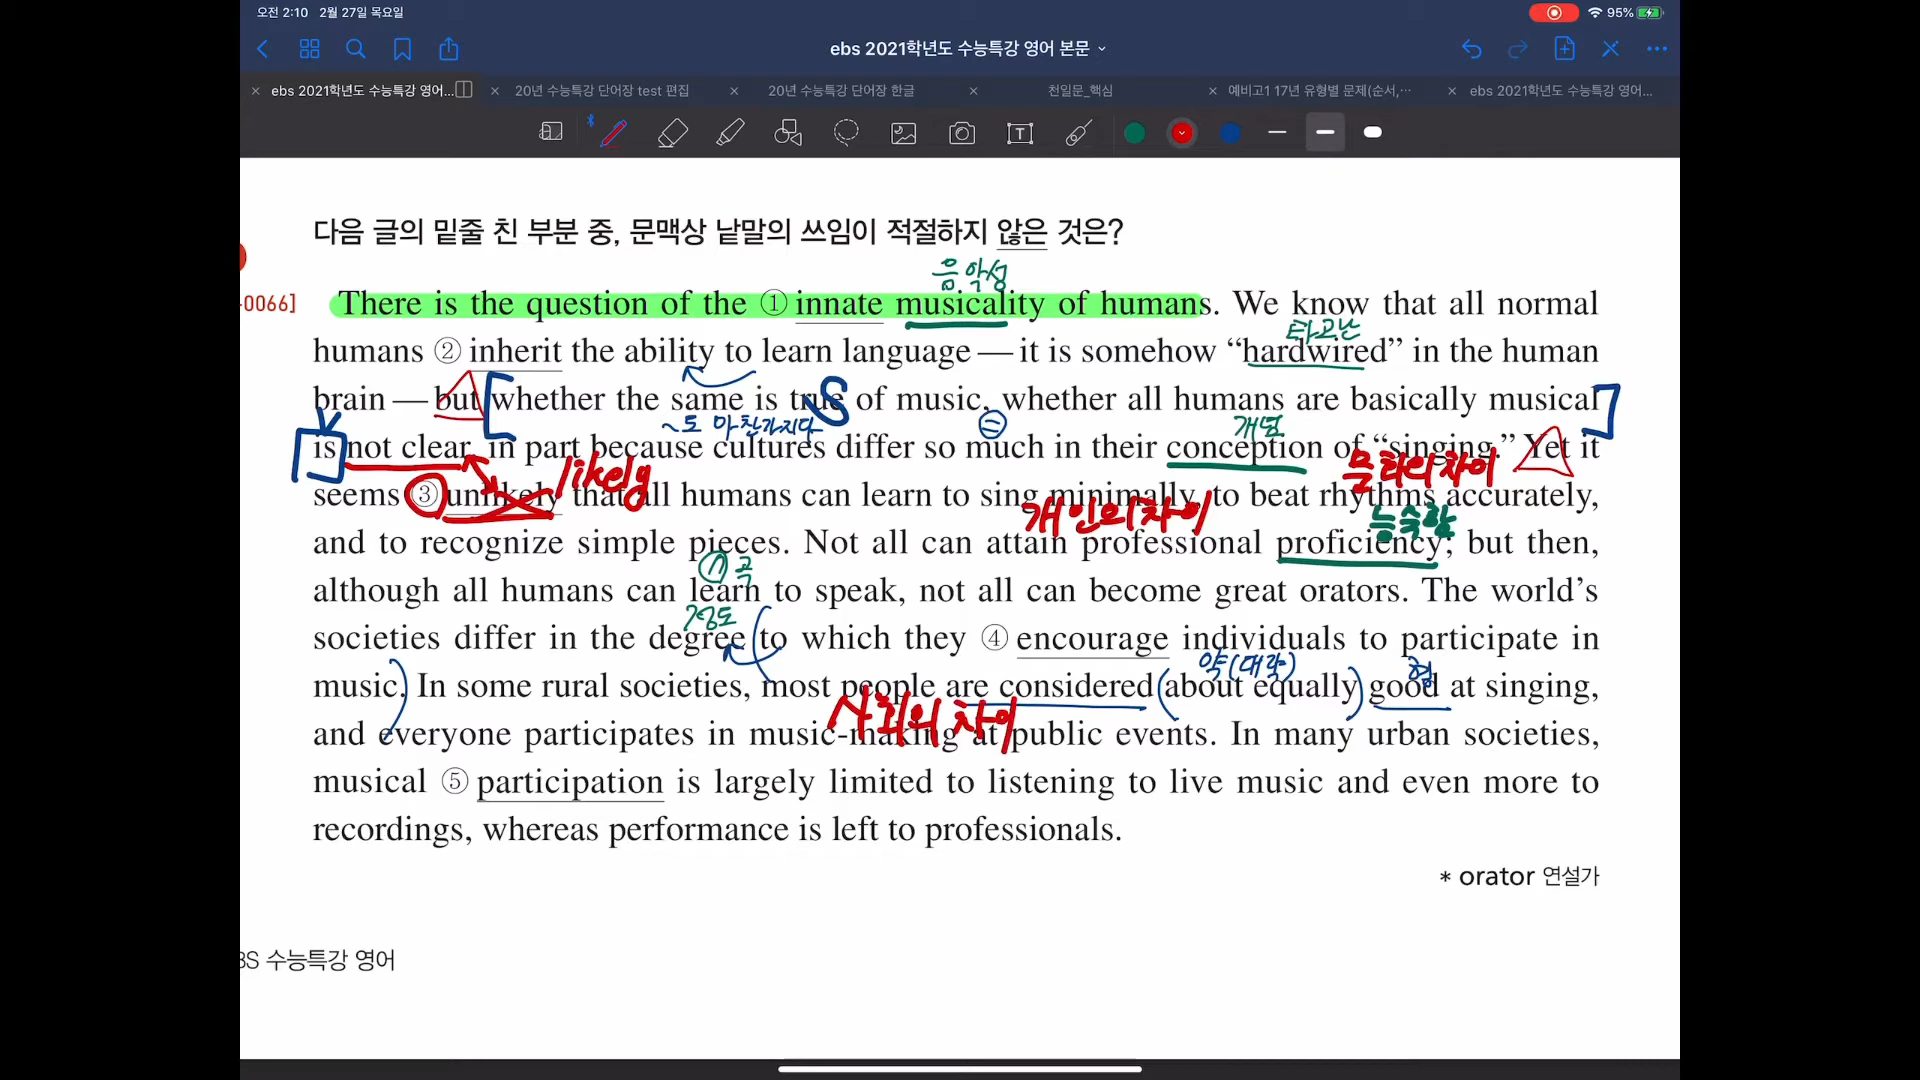 오전 2:10 2월 27일 목요일 95%
ebs 2021학년도 수능특강 영어 본문
ebs 2021학년도 수능특강 영어... 20년 수능특강 단어장 test 편집 20년 수능특강 단어장 한글 천일문_핵심 예비고1 17년 유형별 문제(순서,... ebs 2021학년도 수능특강 영어...
다음 글의 밑줄 친 부분 중, 문맥상 낱말의 쓰임이 적절하지 않은 것은?
음악성
-0066] There is the question of the ① innate musicality of humans. We know that all normal
타고난
humans ② inherit the ability to learn language — it is somehow “hardwired” in the human
brain — but whether the same is true of music, whether all humans are basically musical
S
~도 마찬가지다 = 개념
is not clear, in part because cultures differ so much in their conception of “singing.” Yet it
V likely 문화의 차이
seems ③ unlikely that all humans can learn to sing minimally, to beat rhythms accurately,
개인의 차이 능숙함
and to recognize simple pieces. Not all can attain professional proficiency; but then,
곡
although all humans can learn to speak, not all can become great orators. The world’s
정도
societies differ in the degree to which they ④ encourage individuals to participate in
약(대략) 형
music. In some rural societies, most people are considered (about equally) good at singing,
사회의 차이
and everyone participates in music-making at public events. In many urban societies,
musical ⑤ participation is largely limited to listening to live music and even more to
recordings, whereas performance is left to professionals.
* orator 연설가
BS 수능특강 영어